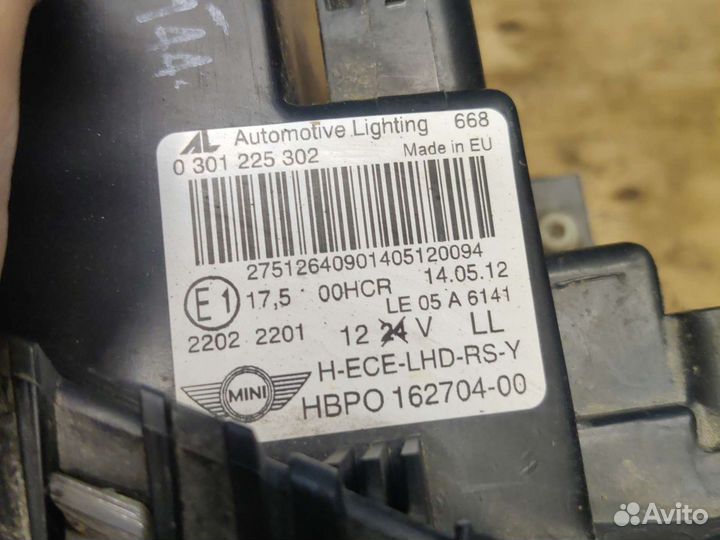 AL Automotive Lighting 668
0 301 225 302 Made in EU
27512640901405120094
E1 17,5 00HCR 14.05.12
LE 05 A 6141
2202 2201 12 24 V LL
H-ECE-LHD-RS-Y
MINI
HBPO 162704-00
Avito